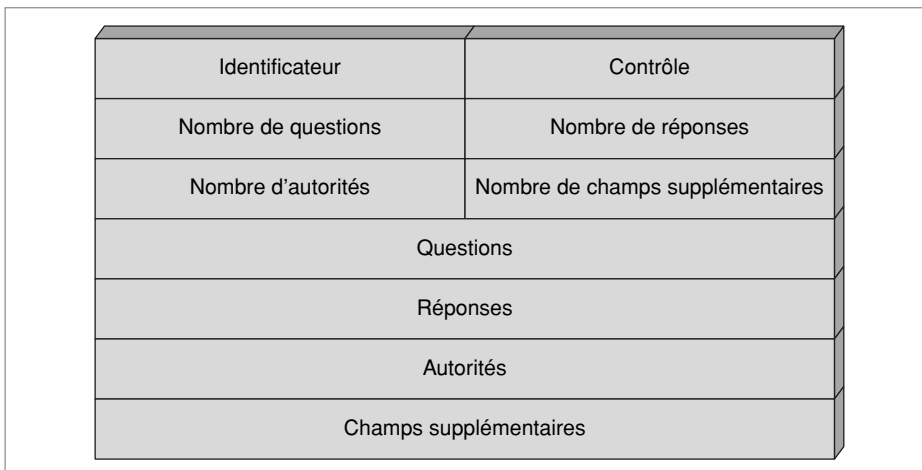 Identificateur
Contrôle
Nombre de questions
Nombre de réponses
Nombre d'autorités
Nombre de champs supplémentaires
Questions
Réponses
Autorités
Champs supplémentaires